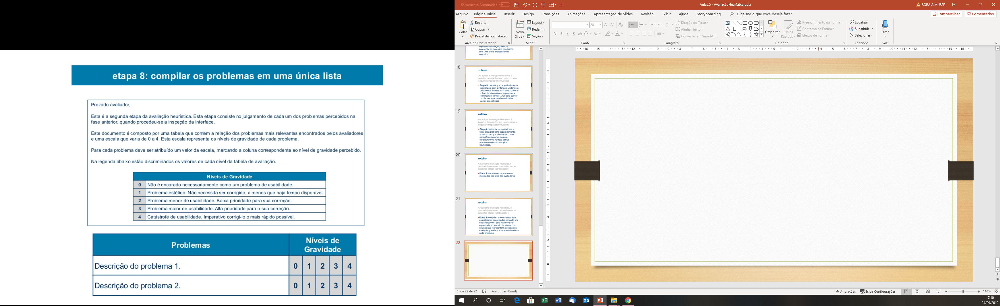 etapa 8: compilar os problemas em uma única lista
Prezado avaliador,
Esta é a segunda etapa da avaliação heurística. Esta etapa consiste no julgamento de cada um dos problemas percebidos na
fase anterior, quando procedeu-se a inspeção da interface.
Este documento é composto por uma tabela que contém a relação dos problemas mais relevantes encontrados pelos avaliadores
e uma escala que varia de 0 a 4. Esta escala representa os níveis de gravidade de cada problema.
Para cada problema deve ser atribuído um valor da escala, marcando a coluna correspondente ao nível de gravidade percebido.
Na legenda abaixo estão discriminados os valores de cada nível da tabela de avaliação.
Níveis de Gravidade
0 Não é encarado necessariamente como um problema de usabilidade.
1 Problema estético. Não necessita ser corrigido, a menos que haja tempo disponível.
2 Problema menor de usabilidade. Baixa prioridade para sua correção.
3 Problema maior de usabilidade. Alta prioridade para a sua correção.
4 Catástrofe de usabilidade. Imperativo corrigi-lo o mais rápido possível.
Problemas
Níveis de
Gravidade
Descrição do problema 1. 0 1 2 3 4
Descrição do problema 2. 0 1 2 3 4
Salvamento Automático
Aula5.5 - AvaliaçãoHeurísitca.pptx
SORAIA MUSSE
Arquivo Página Inicial Inserir Design Transições Animações Apresentação de Slides Revisão Exibir Ajuda Storyboarding Diga-me o que você deseja fazer
Compartilhar Comentários
Colar
Recortar
Copiar
Pincel de Formatação
Área de Transferência
Novo
Slide
Layout
Redefinir
Seção
Slides
24
N I S S ab AV Aa A
Fonte
Direção do Texto
Alinhar Texto
Converter em SmartArt
Parágrafo
Organizar
Estilos
Rápidos
Preenchimento da Forma
Contorno da Forma
Efeitos de Forma
Desenho
Localizar
Substituir
Selecionar
Editando
Ditar
Voz
16 15 14 13 12 11 10 9 8 7 6 5 4 3 2 1 0 1 2 3 4 5 6 7 8 9 10 11 12 13 14 15 16
9 8 7 6 5 4 3 2 1 0 1 2 3 4 5 6 7 8 9
objetivo da avaliação, além de
apresentar os princípios heurísticos,
com uma breve explicação dos
conceitos.
18
roteiro
Ao aplicar a avaliação heurística, é
possível desenvolver um roteiro com as
seguintes etapas (continuação):
• Etapa 5: permitir que os avaliadores se
familiarizem com a interface, visitando-a
pelo menos 2 vezes. A 1ª para conhecer
o fluxo de interação e o escopo geral
(sem realizar tarefas). A 2ª para buscar
problemas (quando são realizadas
tarefas específicas).
19
roteiro
Ao aplicar a avaliação heurística, é
possível desenvolver um roteiro com as
seguintes etapas (continuação):
• Etapa 6: estimular os avaliadores a
listar cada problema separadamente,
fazendo com que eles sejam o mais
específicos possível, sempre
considerando a relação destes
problemas com os princípios
heurísticos.
20
roteiro
Ao aplicar a avaliação heurística, é
possível desenvolver um roteiro com as
seguintes etapas (continuação):
• Etapa 7: transcrever os problemas
detectados nas falas dos avaliadores.
21
roteiro
Ao aplicar a avaliação heurística, é
possível desenvolver um roteiro com as
seguintes etapas (continuação):
• Etapa 8: compilar, em uma única lista,
os problemas encontrados por cada um
dos avaliadores. Esta lista deve ser
organizada no formato de tabela, com
colunas que representam a escala dos
níveis de gravidade a serem atribuídos a
cada problema.
22
Slide 22 de 22 Português (Brasil)
Anotações Exibir Configurações 110%
17:10
24/09/2019